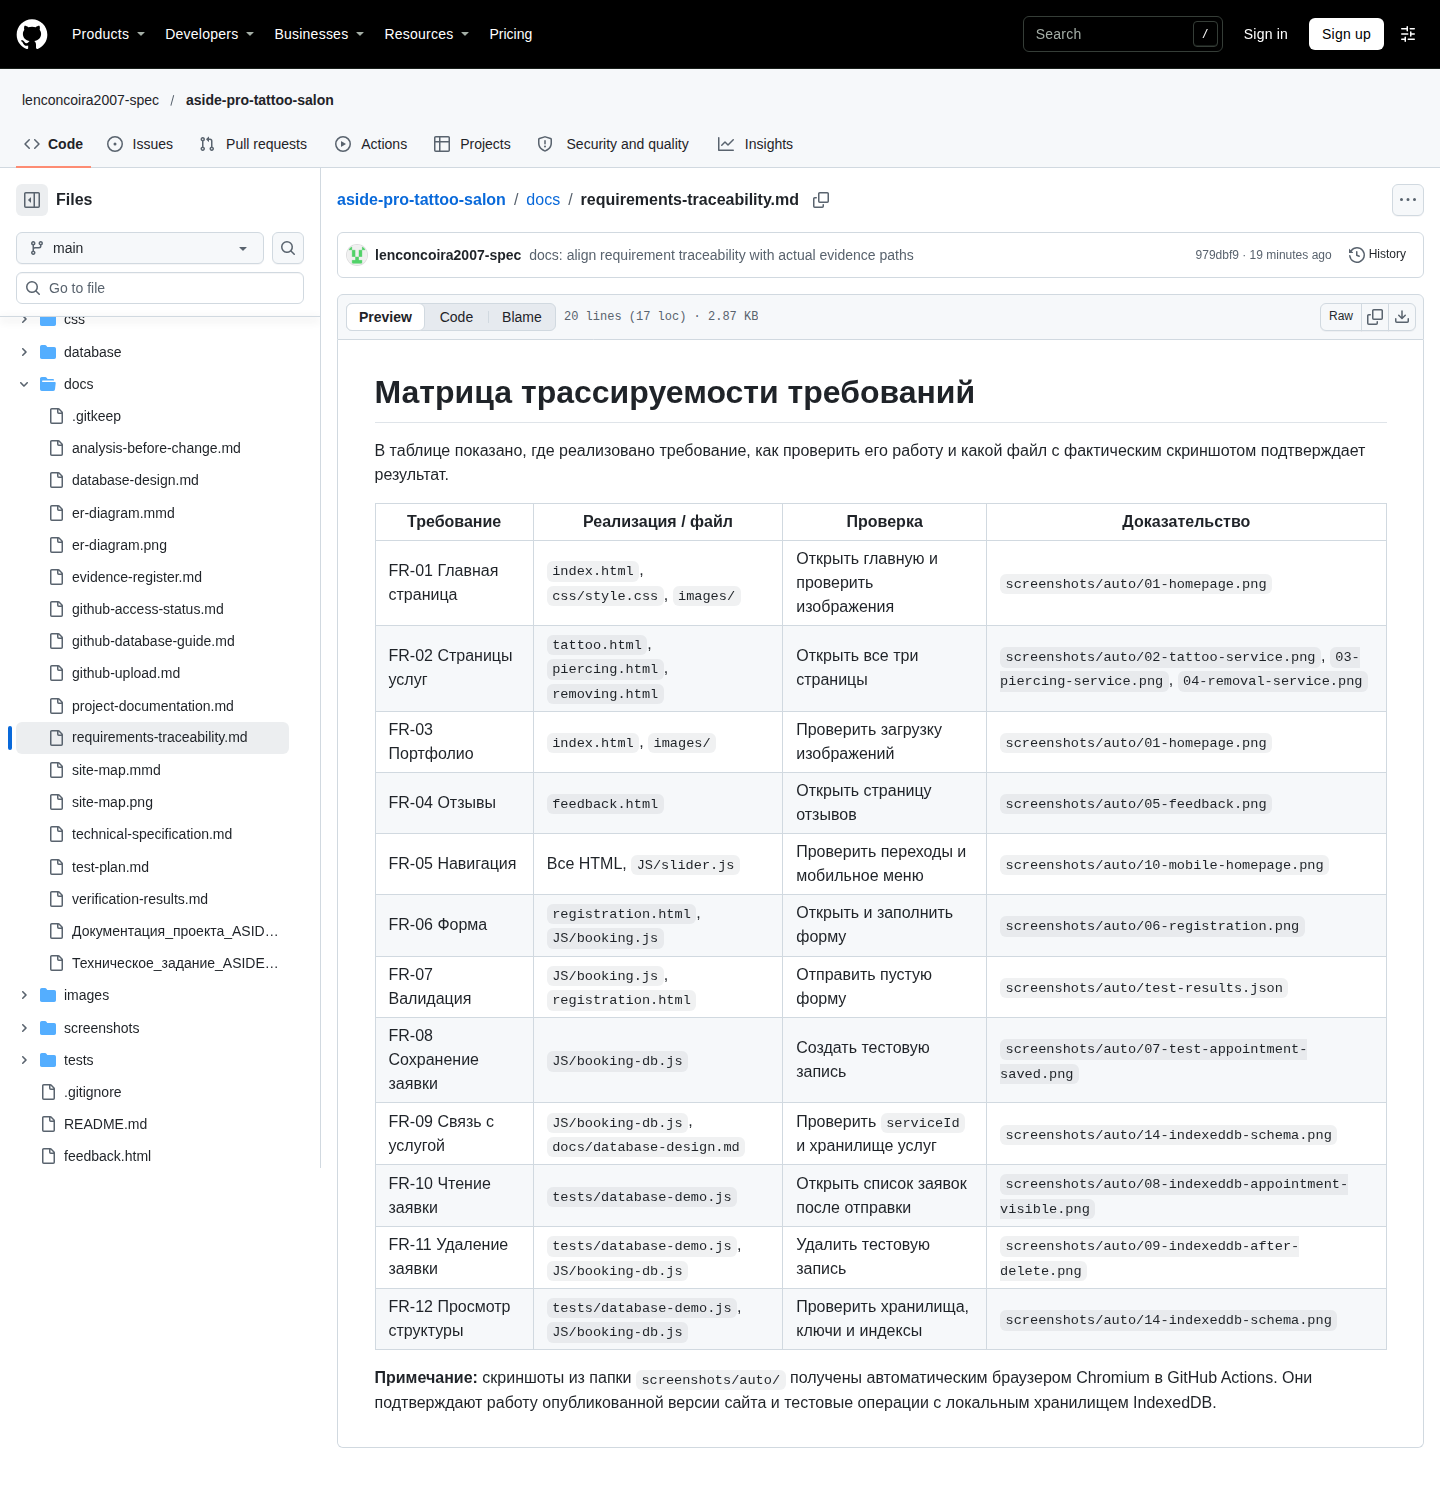 Products Developers Businesses Resources Pricing Search / Sign in Sign up
lenconcoira2007-spec / aside-pro-tattoo-salon
Code Issues Pull requests Actions Projects Security and quality Insights
Files
main
Go to file
css
database
docs
.gitkeep
analysis-before-change.md
database-design.md
er-diagram.mmd
er-diagram.png
evidence-register.md
github-access-status.md
github-database-guide.md
github-upload.md
project-documentation.md
requirements-traceability.md
site-map.mmd
site-map.png
technical-specification.md
test-plan.md
verification-results.md
Документация_проекта_ASID…
Техническое_задание_ASIDE…
images
screenshots
tests
.gitignore
README.md
feedback.html
aside-pro-tattoo-salon / docs / requirements-traceability.md
lenconcoira2007-spec docs: align requirement traceability with actual evidence paths 979dbf9 · 19 minutes ago History
Preview Code Blame 20 lines (17 loc) · 2.87 KB Raw
Матрица трассируемости требований
В таблице показано, где реализовано требование, как проверить его работу и какой файл с фактическим скриншотом подтверждает
результат.
Требование Реализация / файл Проверка Доказательство
FR-01 Главная
страница
index.html,
css/style.css, images/
Открыть главную и
проверить
изображения
screenshots/auto/01-homepage.png
FR-02 Страницы
услуг
tattoo.html,
piercing.html,
removing.html
Открыть все три
страницы
screenshots/auto/02-tattoo-service.png, 03-
piercing-service.png, 04-removal-service.png
FR-03
Портфолио
index.html, images/
Проверить загрузку
изображений
screenshots/auto/01-homepage.png
FR-04 Отзывы
feedback.html
Открыть страницу
отзывов
screenshots/auto/05-feedback.png
FR-05 Навигация
Все HTML, JS/slider.js
Проверить переходы и
мобильное меню
screenshots/auto/10-mobile-homepage.png
FR-06 Форма
registration.html,
JS/booking.js
Открыть и заполнить
форму
screenshots/auto/06-registration.png
FR-07
Валидация
JS/booking.js,
registration.html
Отправить пустую
форму
screenshots/auto/test-results.json
FR-08
Сохранение
заявки
JS/booking-db.js
Создать тестовую
запись
screenshots/auto/07-test-appointment-
saved.png
FR-09 Связь с
услугой
JS/booking-db.js,
docs/database-design.md
Проверить serviceId
и хранилище услуг
screenshots/auto/14-indexeddb-schema.png
FR-10 Чтение
заявки
tests/database-demo.js
Открыть список заявок
после отправки
screenshots/auto/08-indexeddb-appointment-
visible.png
FR-11 Удаление
заявки
tests/database-demo.js,
JS/booking-db.js
Удалить тестовую
запись
screenshots/auto/09-indexeddb-after-
delete.png
FR-12 Просмотр
структуры
tests/database-demo.js,
JS/booking-db.js
Проверить хранилища,
ключи и индексы
screenshots/auto/14-indexeddb-schema.png
Примечание: скриншоты из папки screenshots/auto/ получены автоматическим браузером Chromium в GitHub Actions. Они
подтверждают работу опубликованной версии сайта и тестовые операции с локальным хранилищем IndexedDB.